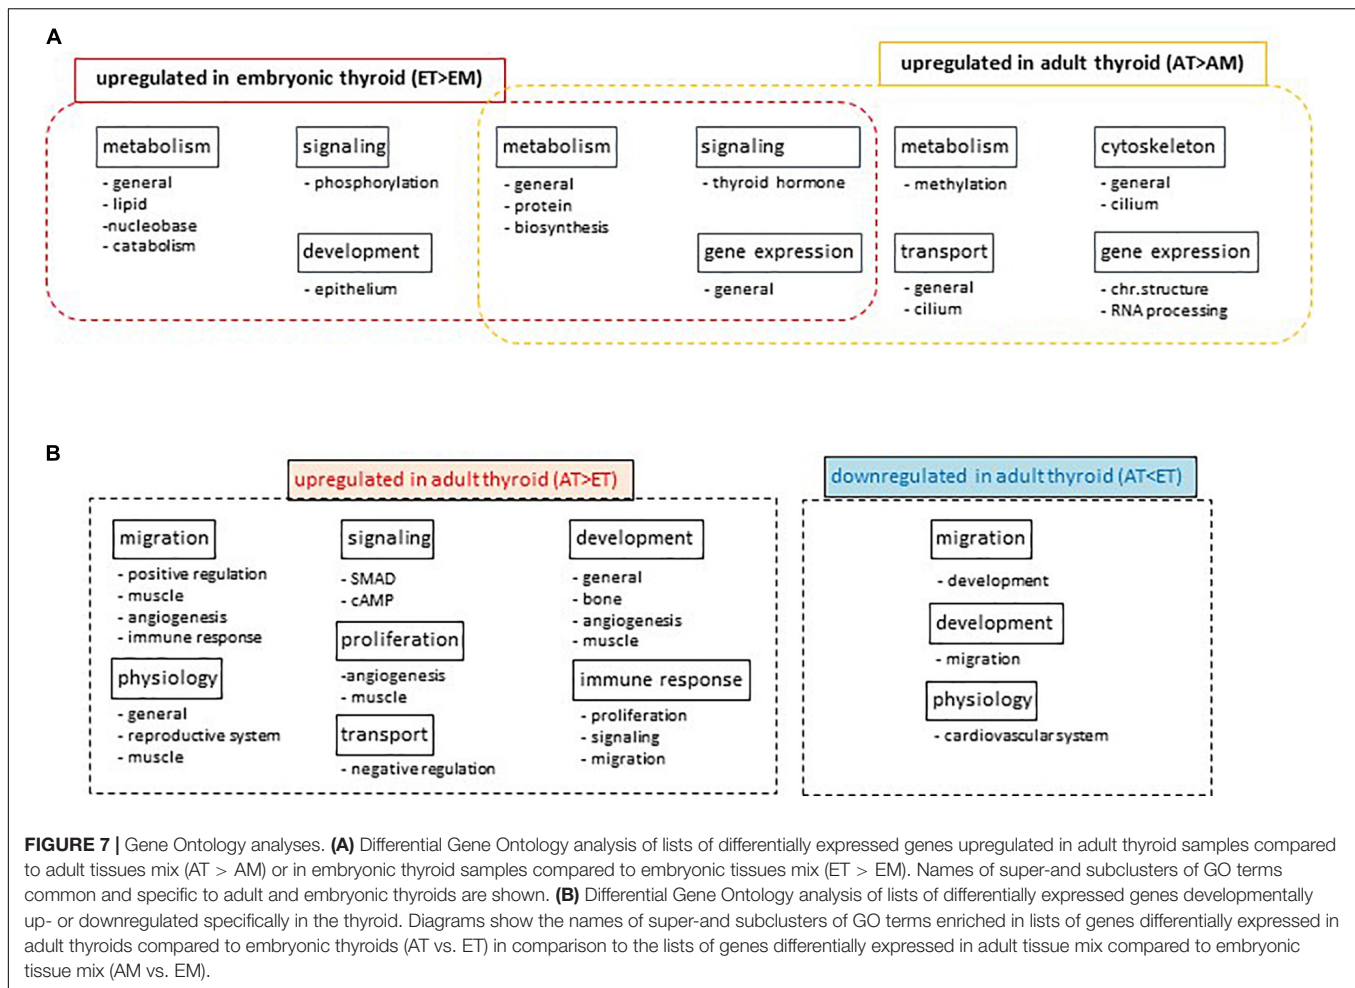 A
upregulated in embryonic thyroid (ET>EM)
upregulated in adult thyroid (AT>AM)
metabolism
- general
- lipid
-nucleobase
- catabolism
signaling
- phosphorylation
development
- epithelium
metabolism
- general
- protein
- biosynthesis
signaling
- thyroid hormone
gene expression
- general
metabolism
- methylation
transport
- general
- cilium
cytoskeleton
- general
- cilium
gene expression
- chr.structure
- RNA processing
B
upregulated in adult thyroid (AT>ET)
migration
- positive regulation
- muscle
- angiogenesis
- immune response
physiology
- general
- reproductive system
- muscle
signaling
- SMAD
- cAMP
proliferation
-angiogenesis
- muscle
transport
- negative regulation
development
- general
- bone
- angiogenesis
- muscle
immune response
- proliferation
- signaling
- migration
downregulated in adult thyroid (AT<ET)
migration
- development
development
- migration
physiology
- cardiovascular system
FIGURE 7 | Gene Ontology analyses. (A) Differential Gene Ontology analysis of lists of differentially expressed genes upregulated in adult thyroid samples compared
to adult tissues mix (AT > AM) or in embryonic thyroid samples compared to embryonic tissues mix (ET > EM). Names of super-and subclusters of GO terms
common and specific to adult and embryonic thyroids are shown. (B) Differential Gene Ontology analysis of lists of differentially expressed genes developmentally
up- or downregulated specifically in the thyroid. Diagrams show the names of super-and subclusters of GO terms enriched in lists of genes differentially expressed in
adult thyroids compared to embryonic thyroids (AT vs. ET) in comparison to the lists of genes differentially expressed in adult tissue mix compared to embryonic
tissue mix (AM vs. EM).